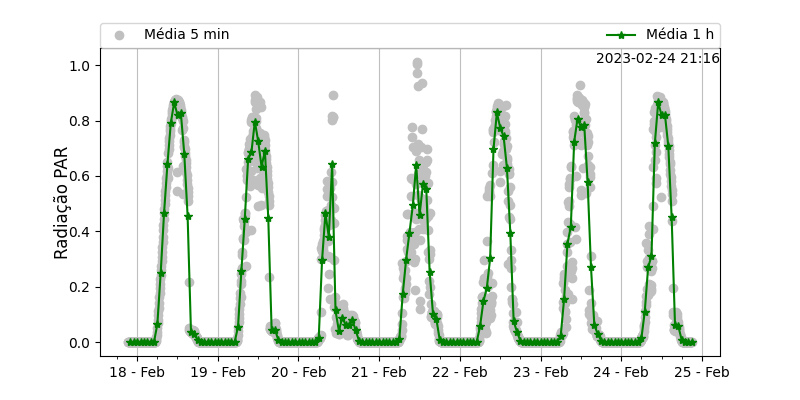 Média 5 min
Média 1 h
2023-02-24 21:16
Radiação PAR
1.0
0.8
0.6
0.4
0.2
0.0
18 - Feb
19 - Feb
20 - Feb
21 - Feb
22 - Feb
23 - Feb
24 - Feb
25 - Feb